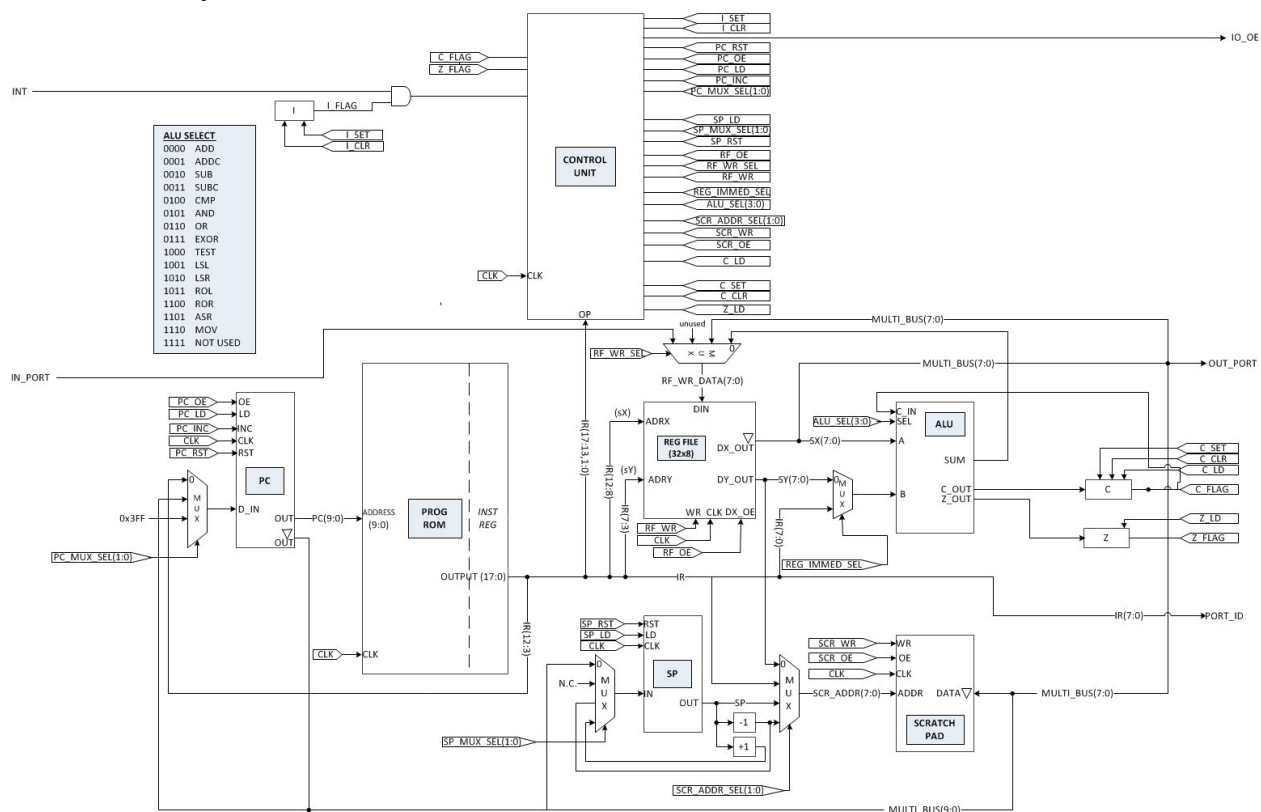 I_SET
I_CLR
IO_OE
C_FLAG
Z_FLAG
PC_RST
PC_OE
PC_LD
PC_INC
PC_MUX_SEL(1:0)
INT
I
I_FLAG
I_SET
I_CLR
ALU SELECT
0000 ADD
0001 ADDC
0010 SUB
0011 SUBC
0100 CMP
0101 AND
0110 OR
0111 EXOR
1000 TEST
1001 LSL
1010 LSR
1011 ROL
1100 ROR
1101 ASR
1110 MOV
1111 NOT USED
CONTROL
UNIT
SP_LD
SP_MUX_SEL(1:0)
SP_RST
RF_OE
RF_WR_SEL
RF_WR
REG_IMMED_SEL
ALU_SEL(3:0)
SCR_ADDR_SEL(1:0)
SCR_WR
SCR_OE
C_LD
CLK
CLK
C_SET
C_CLR
Z_LD
OP
unused
MULTI_BUS(7:0)
RF_WR_SEL
MUX
0
IN_PORT
RF_WR_DATA(7:0)
MULTI_BUS(7:0)
OUT_PORT
PC_OE
OE
PC_LD
LD
PC_INC
INC
CLK
CLK
PC_RST
RST
PC
0
MUX
0x3FF
D_IN
OUT
PC(9:0)
OUT
PC_MUX_SEL(1:0)
ADDRESS
(9:0)
PROG
ROM
INST
REG
OUTPUT (17:0)
CLK
CLK
IR(17:13,1:0)
IR(12:8)
IR(7:3)
(sX)
(sY)
DIN
ADRX
ADRY
REG FILE
(32x8)
DX_OUT
DY_OUT
WR
CLK
DX_OE
RF_WR
CLK
RF_OE
SX(7:0)
SY(7:0)
0
MUX
IR(7:0)
REG_IMMED_SEL
ALU_SEL(3:0)
C_IN
SEL
A
B
ALU
SUM
C_OUT
Z_OUT
C
Z
C_SET
C_CLR
C_LD
C_FLAG
Z_LD
Z_FLAG
IR
IR(7:0)
PORT_ID
IR(12:3)
SP_RST
RST
SP_LD
LD
CLK
CLK
SP
0
MUX
N.C.
IN
OUT
SP
-1
+1
SP_MUX_SEL(1:0)
0
MUX
SCR_ADDR(7:0)
SCR_ADDR_SEL(1:0)
SCR_WR
WR
SCR_OE
OE
CLK
CLK
ADDR
DATA
SCRATCH
PAD
MULTI_BUS(7:0)
MULTI_BUS(9:0)